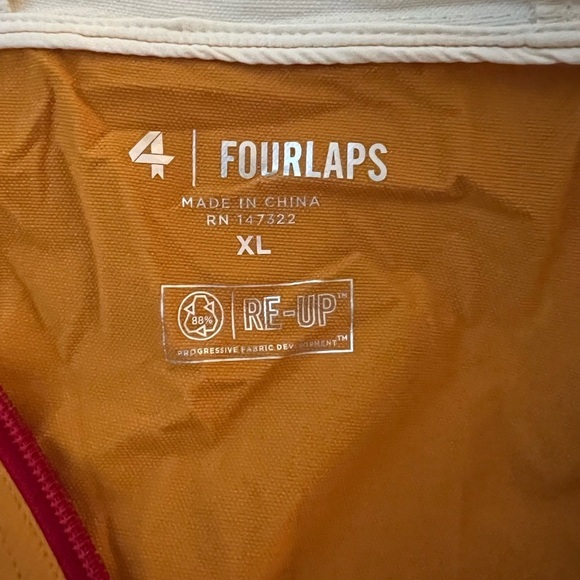 4 | FOURLAPS
MADE IN CHINA
RN 147322
XL
88% | RE-UP™
PROGRESSIVE FABRIC DEVELOPMENT™